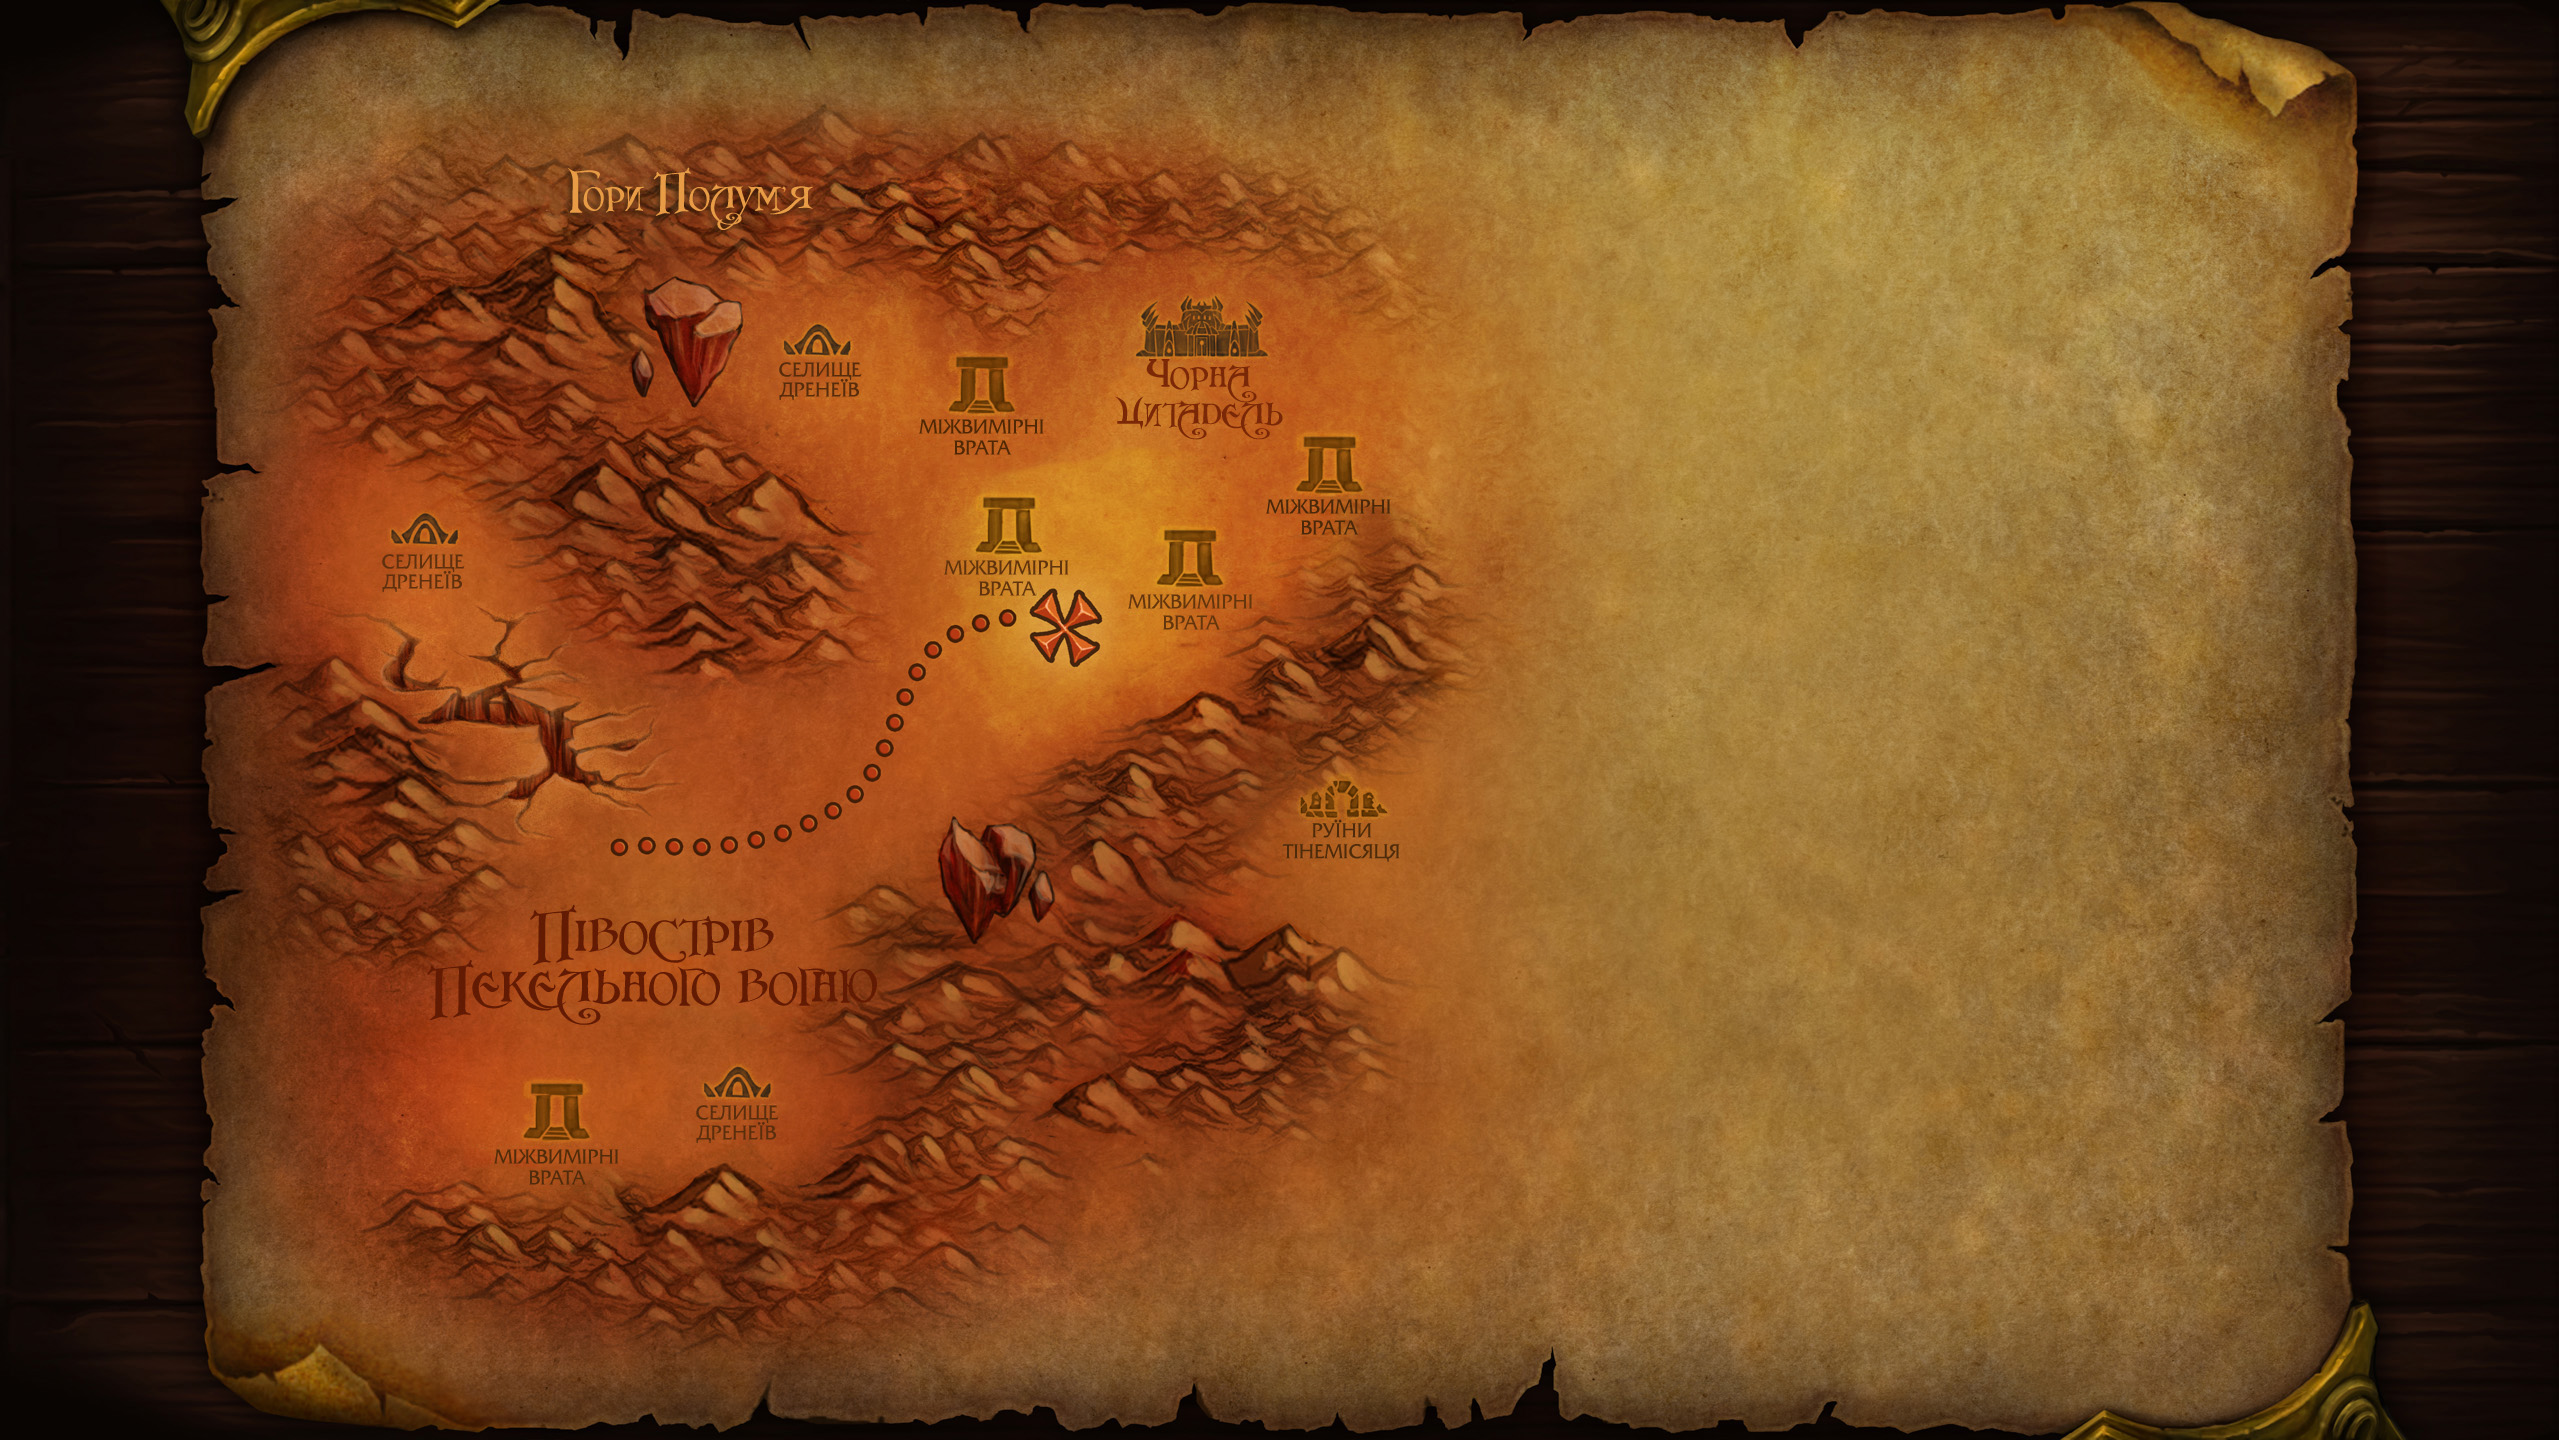 Гори Полум'я
СЕЛИЩЕ
ДРЕНЕЇВ
МІЖВИМІРНІ
ВРАТА
Чорна
Цитадель
МІЖВИМІРНІ
ВРАТА
СЕЛИЩЕ
ДРЕНЕЇВ
МІЖВИМІРНІ
ВРАТА
МІЖВИМІРНІ
ВРАТА
РУЇНИ
ТІНЕМІСЯЦЯ
Півострів
Пекельного вогню
МІЖВИМІРНІ
ВРАТА
СЕЛИЩЕ
ДРЕНЕЇВ